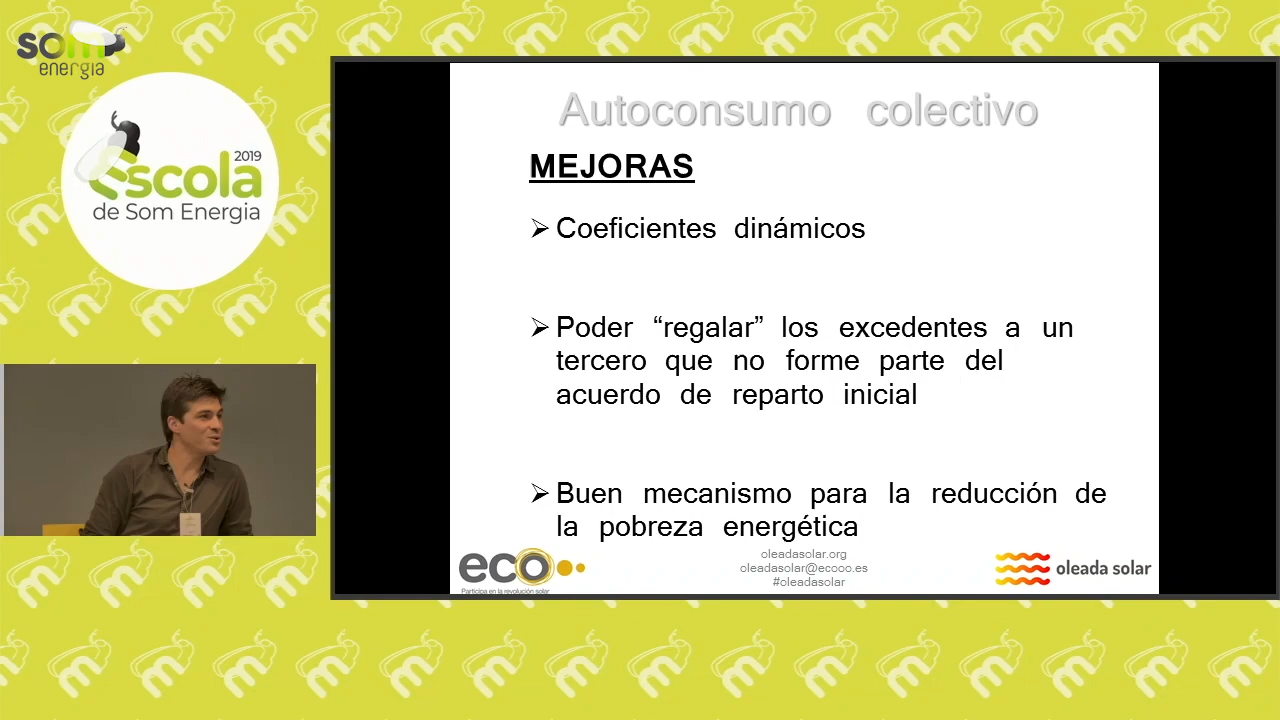 som
energia
2019
Escola
de Som Energia
Autoconsumo colectivo
MEJORAS
Coeficientes dinámicos
Poder “regalar” los excedentes a un
tercero que no forme parte del
acuerdo de reparto inicial
Buen mecanismo para la reducción de
la pobreza energética
eco
Participa en la revolución solar
oleadasolar.org
oleadasolar@ecooo.es
#oleadasolar
oleada solar